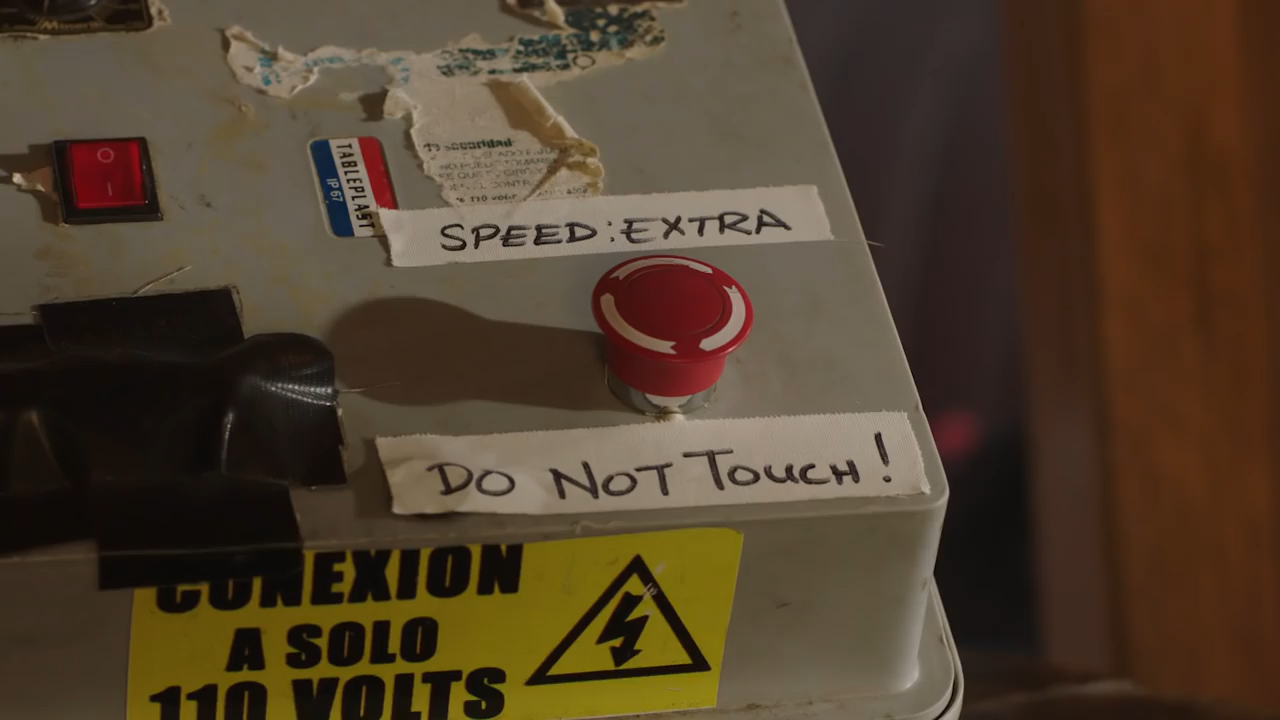 TABLEPLAST
IP 67
SPEED:EXTRA
DO NOT TOUCH!
CONEXION
A SOLO
110 VOLTS